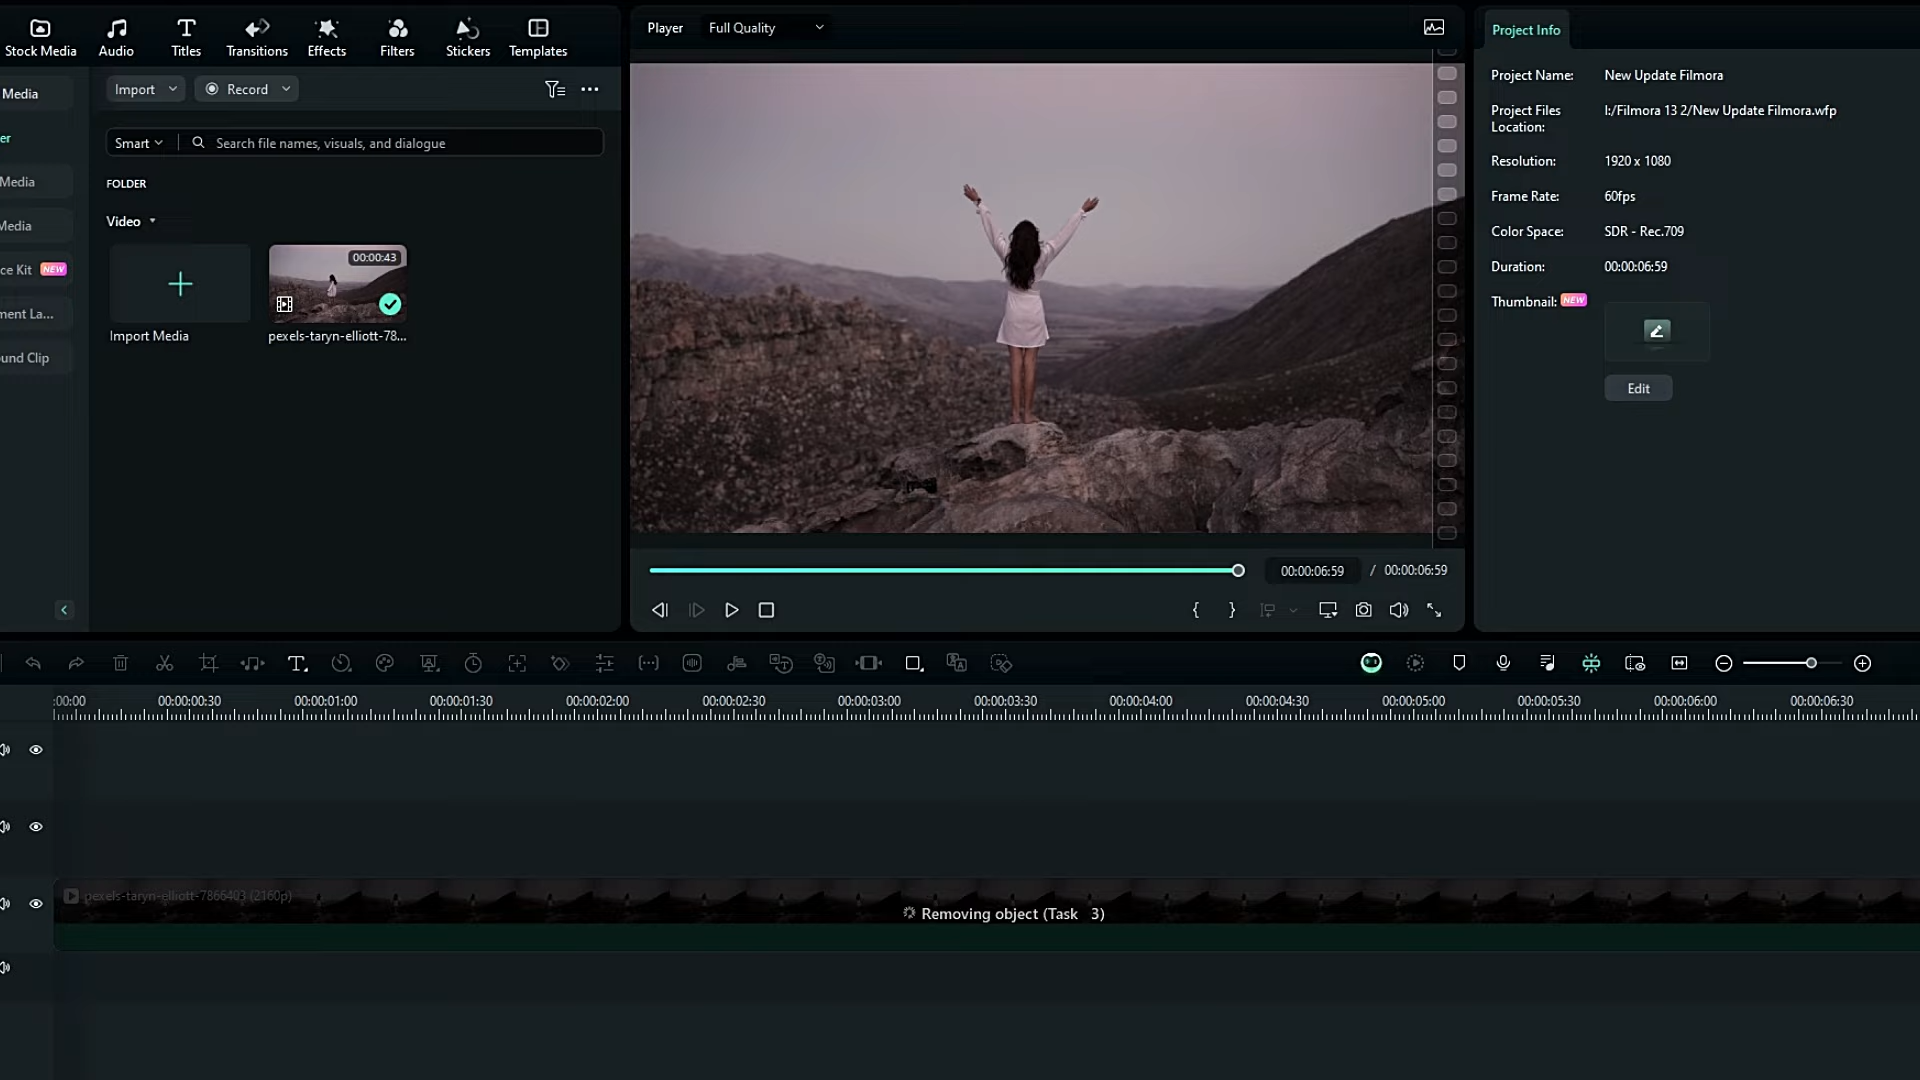 Stock Media
Audio
Titles
Transitions
Effects
Filters
Stickers
Templates
Import
Record
Smart
Search file names, visuals, and dialogue
FOLDER
Video
00:00:43
Import Media
pexels-taryn-elliott-78...
Media
er
Media
Media
ce Kit NEW
ment La...
ound Clip
Player
Full Quality
00:00:06:59 / 00:00:06:59
Project Info
Project Name: New Update Filmora
Project Files Location: I:/Filmora 13 2/New Update Filmora.wfp
Resolution: 1920 x 1080
Frame Rate: 60fps
Color Space: SDR - Rec.709
Duration: 00:00:06:59
Thumbnail: NEW
Edit
:00:00 00:00:00:30 00:00:01:00 00:00:01:30 00:00:02:00 00:00:02:30 00:00:03:00 00:00:03:30 00:00:04:00 00:00:04:30 00:00:05:00 00:00:05:30 00:00:06:00 00:00:06:30
pexels-taryn-elliott-7866403 (2160p)
Removing object (Task 3)